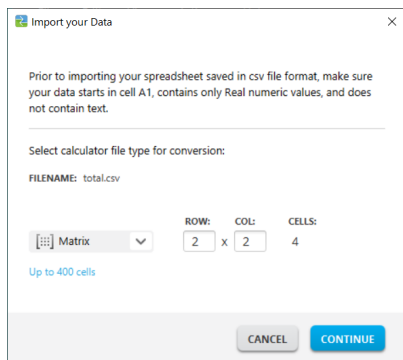 Import your Data
Prior to importing your spreadsheet saved in csv file format, make sure
your data starts in cell A1, contains only Real numeric values, and does
not contain text.
Select calculator file type for conversion:
FILENAME: total.csv
ROW: COL: CELLS:
Matrix 2 x 2 4
Up to 400 cells
CANCEL CONTINUE